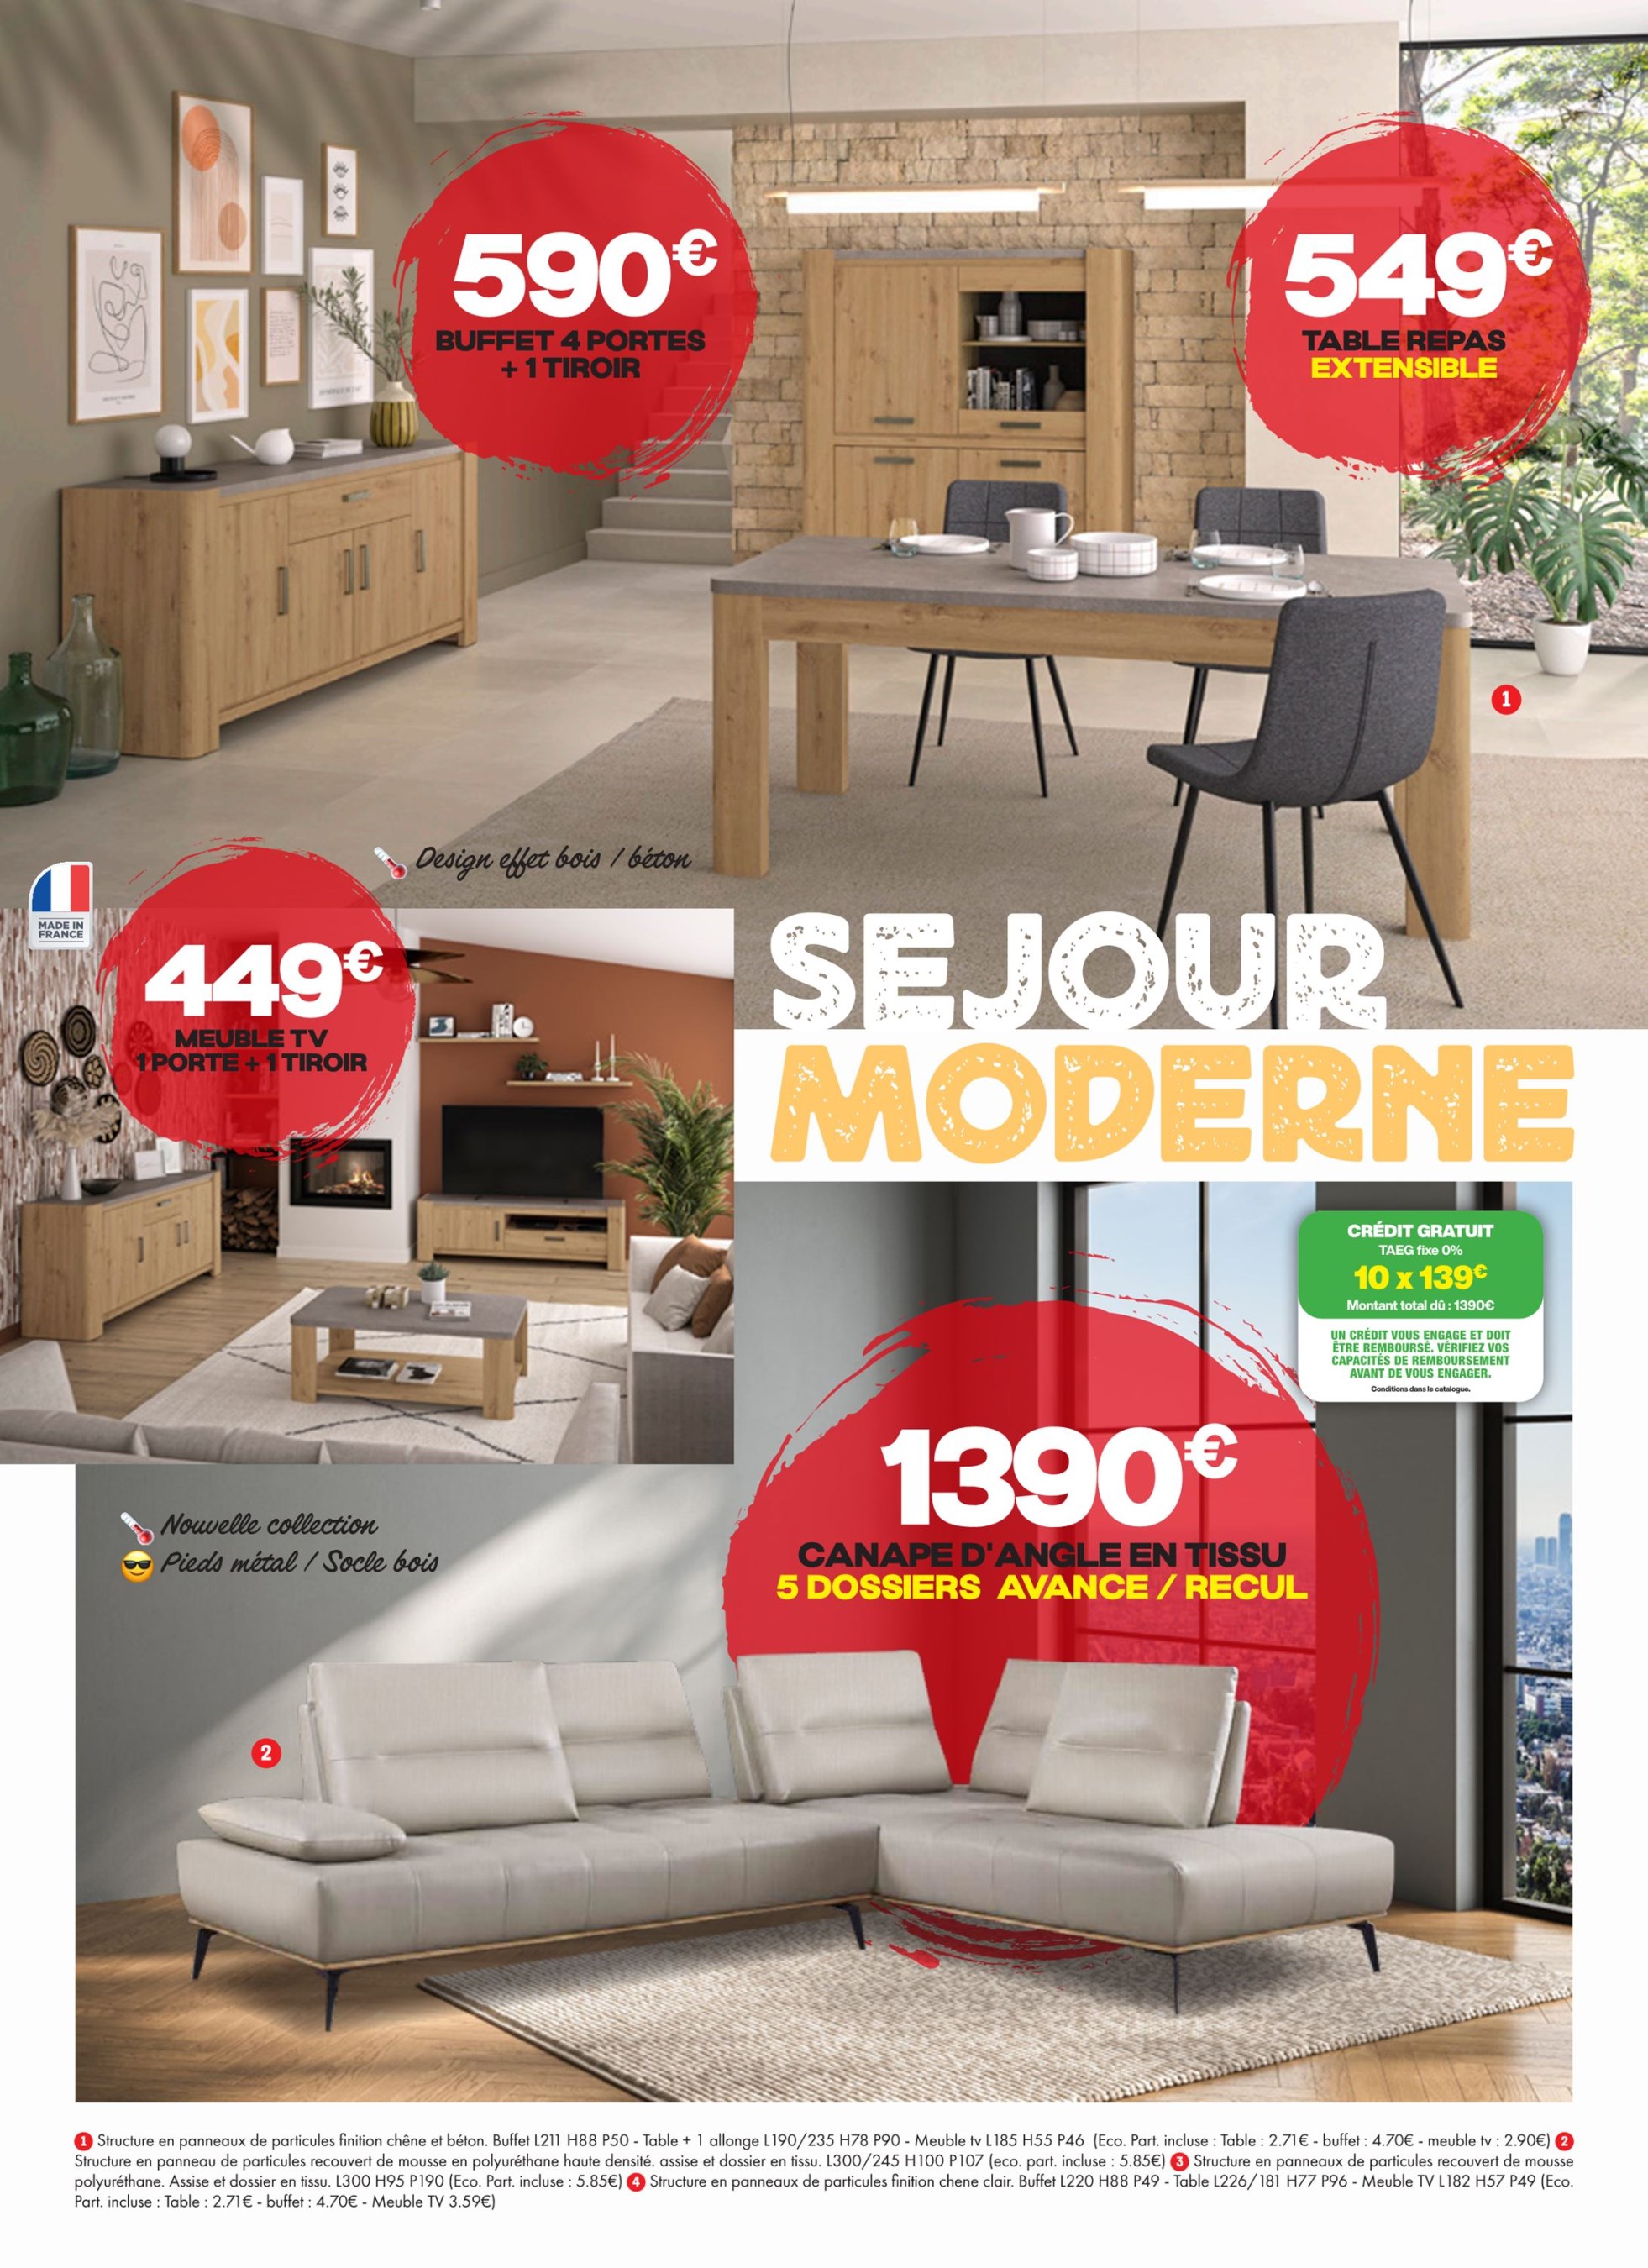 590€
BUFFET 4 PORTES
+ 1 TIROIR
549€
TABLE REPAS
EXTENSIBLE
1
Design effet bois / béton
MADE IN
FRANCE
449€
MEUBLE TV
1 PORTE + 1 TIROIR
SEJOUR
MODERNE
CRÉDIT GRATUIT
TAEG fixe 0%
10 x 139€
Montant total dû : 1390€
UN CRÉDIT VOUS ENGAGE ET DOIT
ÊTRE REMBOURSÉ. VÉRIFIEZ VOS
CAPACITÉS DE REMBOURSEMENT
AVANT DE VOUS ENGAGER.
Conditions dans le catalogue.
1390€
CANAPE D'ANGLE EN TISSU
5 DOSSIERS AVANCE / RECUL
Nouvelle collection
Pieds métal / Socle bois
2
1 Structure en panneaux de particules finition chêne et béton. Buffet L211 H88 P50 - Table + 1 allonge L190/235 H78 P90 - Meuble tv L185 H55 P46 (Eco. Part. incluse : Table : 2.71€ - buffet : 4.70€ - meuble tv : 2.90€) 2
Structure en panneau de particules recouvert de mousse en polyuréthane haute densité. assise et dossier en tissu. L300/245 H100 P107 (eco. part. incluse : 5.85€) 3 Structure en panneaux de particules recouvert de mousse
polyuréthane. Assise et dossier en tissu. L300 H95 P190 (Eco. Part. incluse : 5.85€) 4 Structure en panneaux de particules finition chene clair. Buffet L220 H88 P49 - Table L226/181 H77 P96 - Meuble TV L182 H57 P49 (Eco.
Part. incluse : Table : 2.71€ - buffet : 4.70€ - Meuble TV 3.59€)